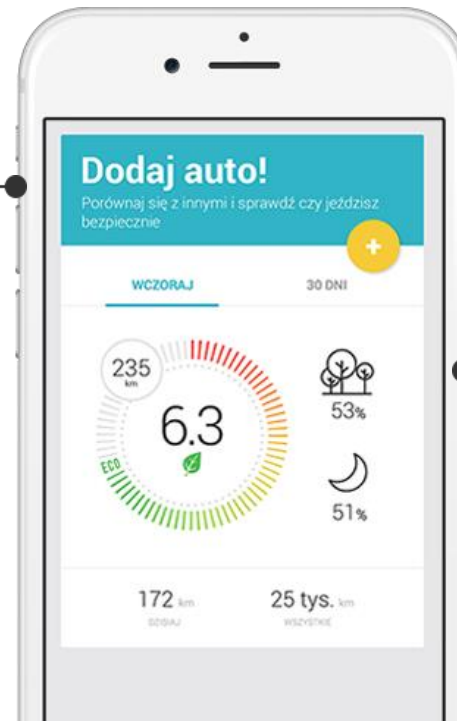 Dodaj auto!
Porównaj się z innymi i sprawdź czy jeździsz
bezpiecznie
+
WCZORAJ 30 DNI
235
km
6.3
ECO
53%
51%
172 km 25 tys. km
DZISIAJ WSZYSTKIE